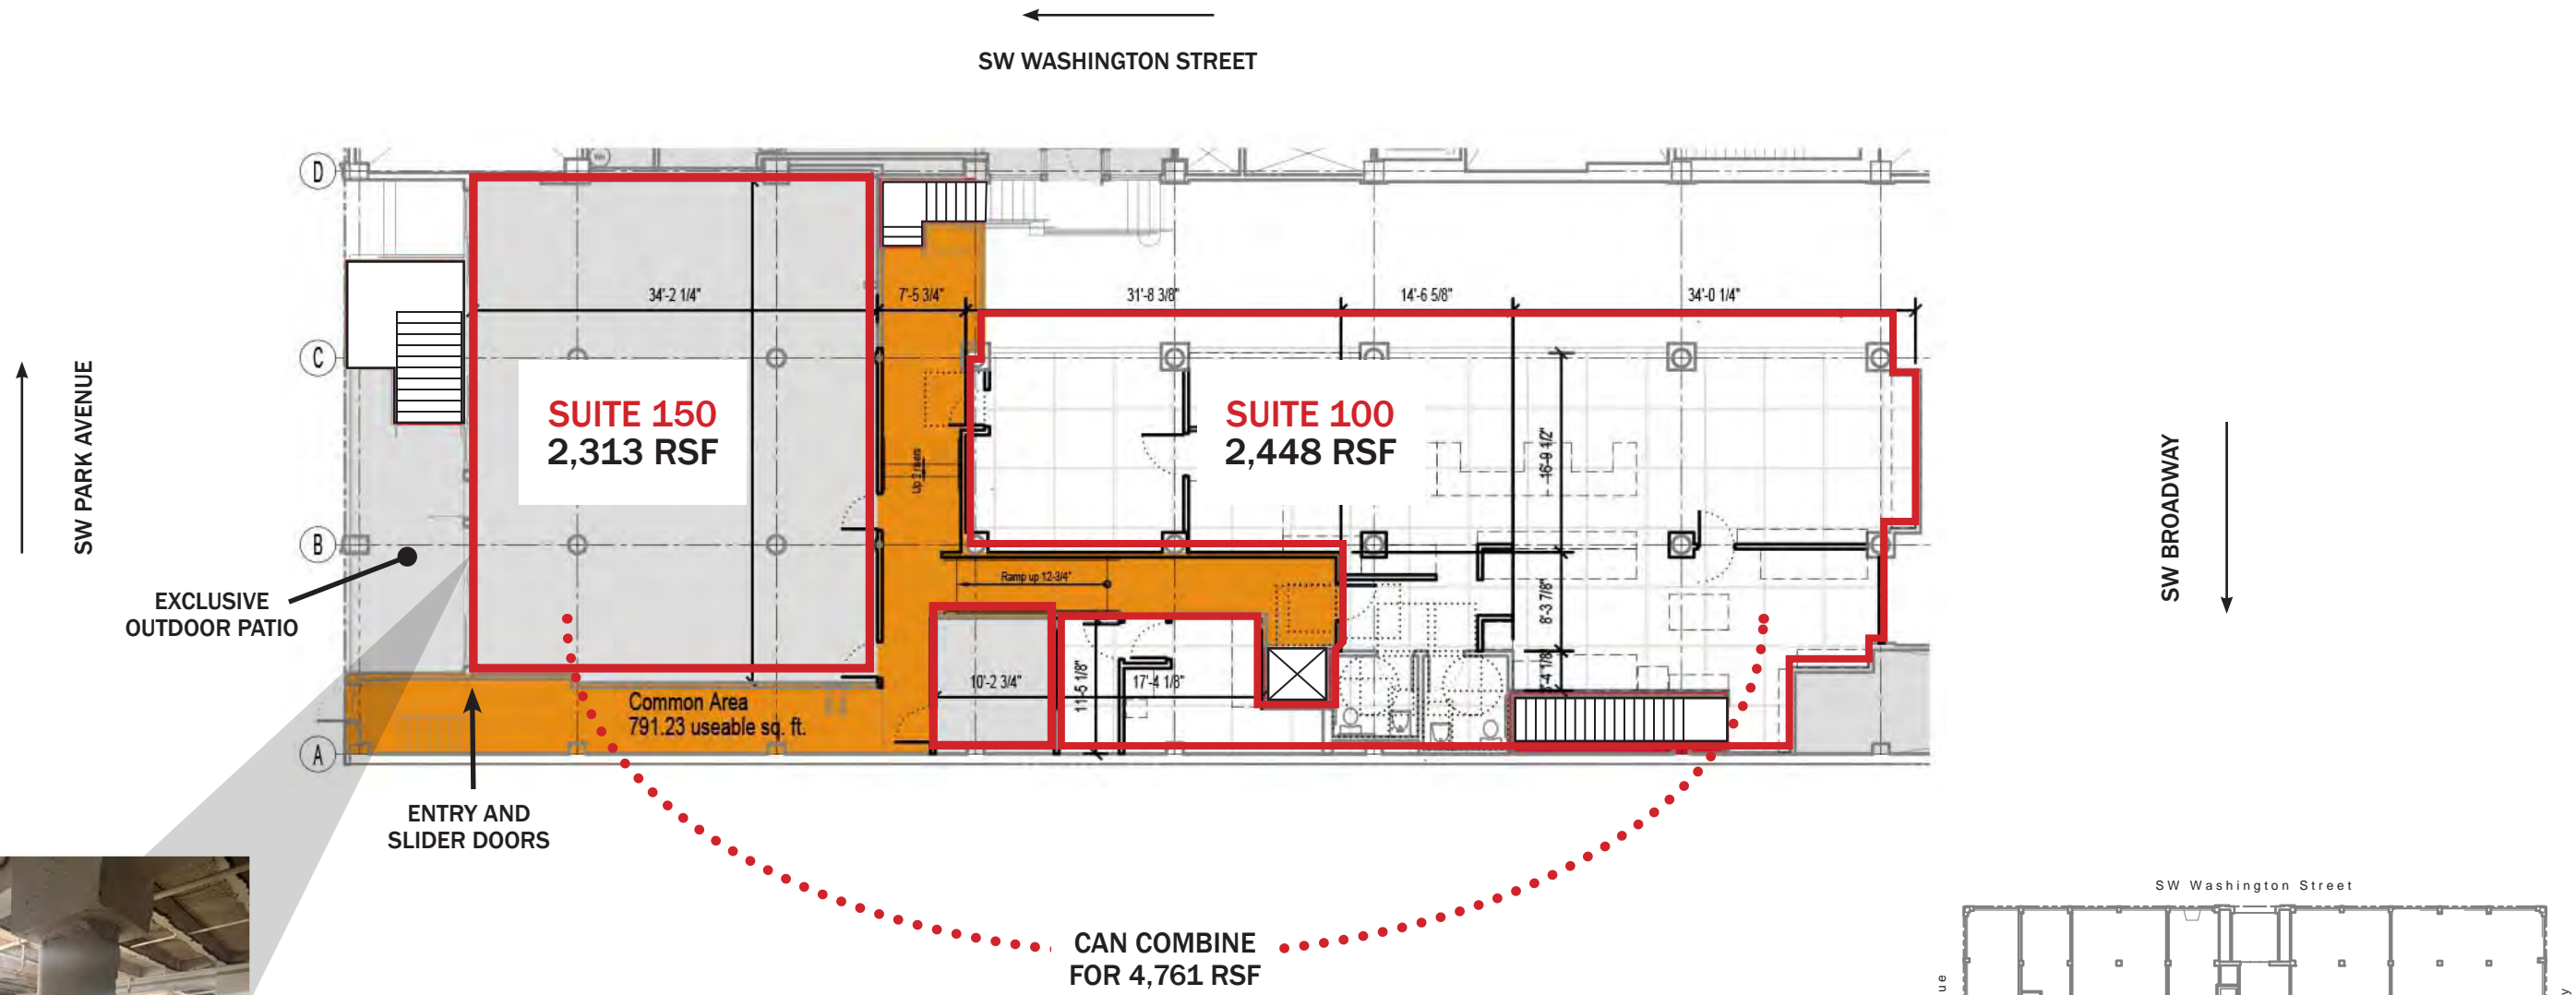 SW WASHINGTON STREET
D
34'-2 1/4"
7'-5 3/4"
31'-8 3/8"
14'-6 5/8"
34'-0 1/4"
C
SW PARK AVENUE
SUITE 150
2,313 RSF
SUITE 100
2,448 RSF
16'-9 1/2"
Up 2 risers
SW BROADWAY
B
EXCLUSIVE
OUTDOOR PATIO
Ramp up 12-3/4"
8'-3 7/8"
10'-2 3/4"
11'-5 1/8"
17'-4 1/8"
Common Area
791.23 useable sq. ft.
A
ENTRY AND
SLIDER DOORS
CAN COMBINE
FOR 4,761 RSF
SW Washington Street